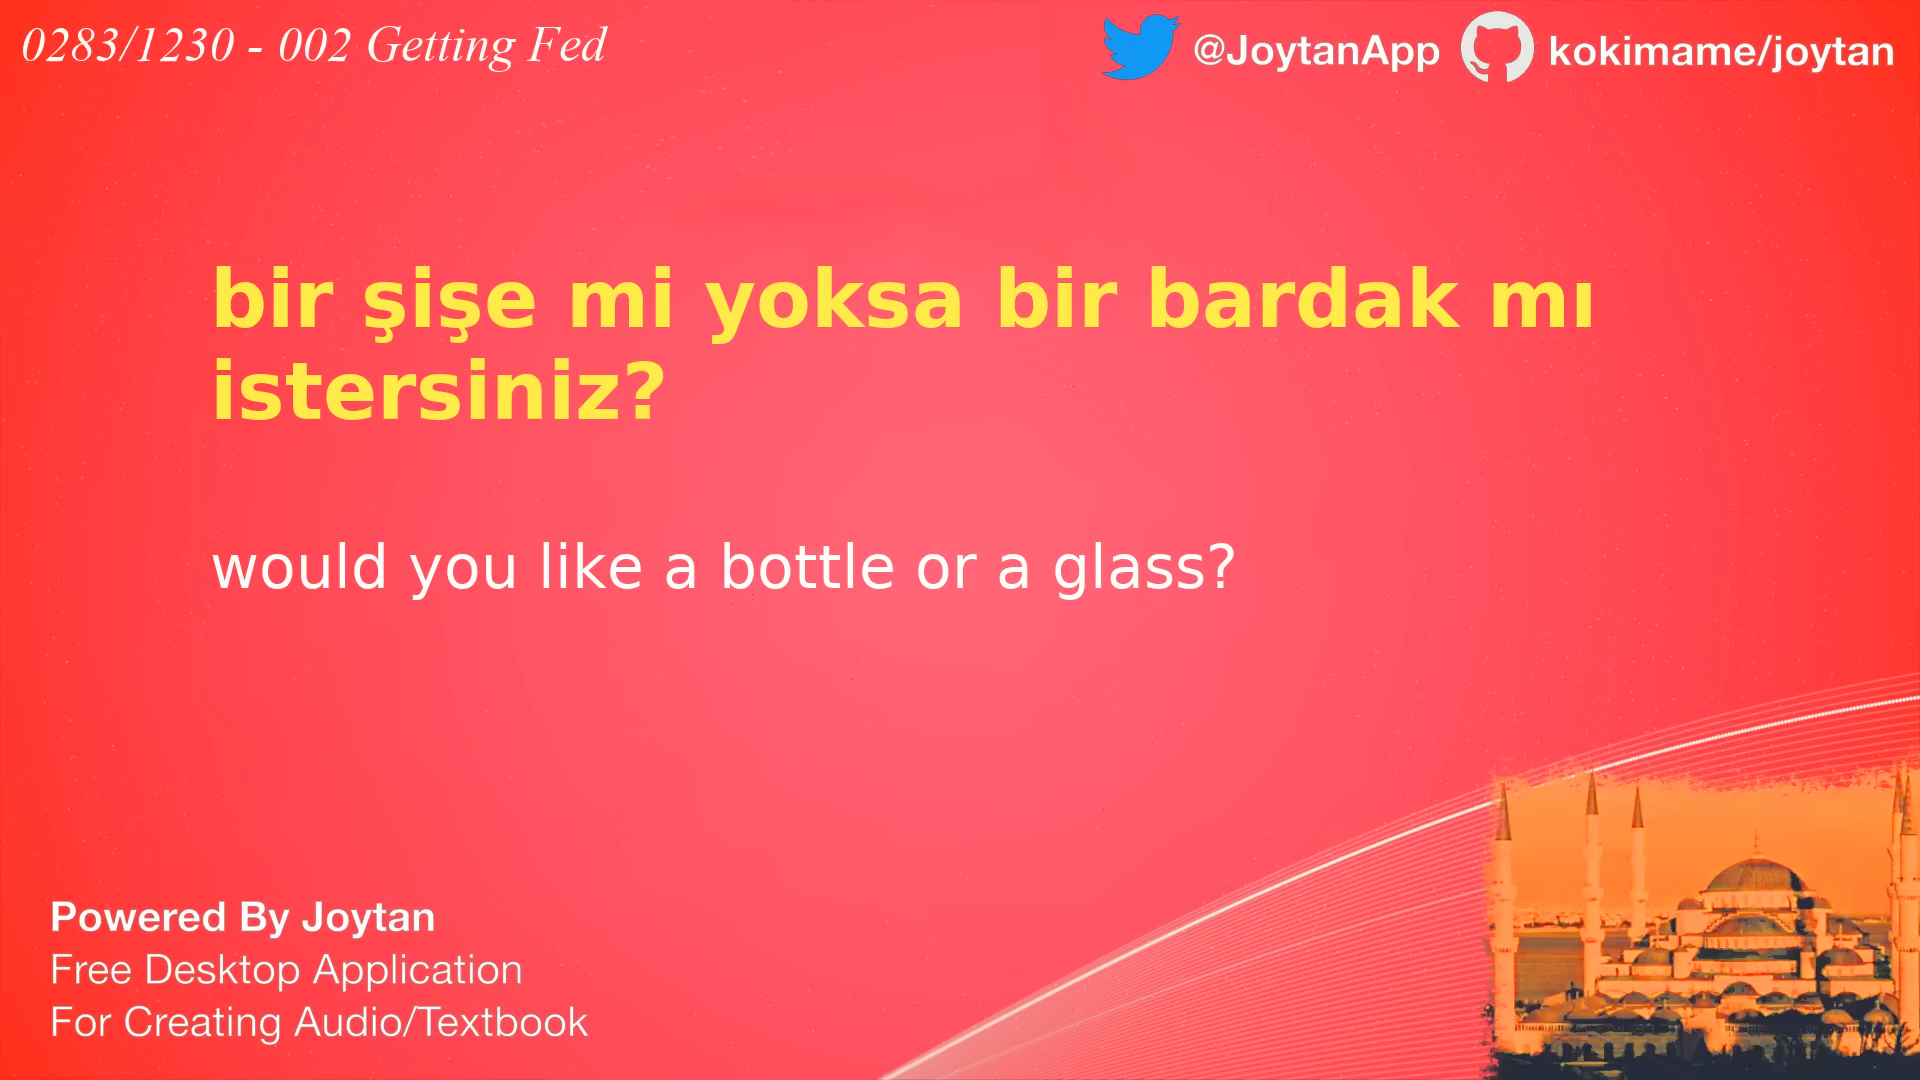 0283/1230 - 002 Getting Fed
@JoytanApp
kokimame/joytan
bir şişe mi yoksa bir bardak mı
istersiniz?
would you like a bottle or a glass?
Powered By Joytan
Free Desktop Application
For Creating Audio/Textbook